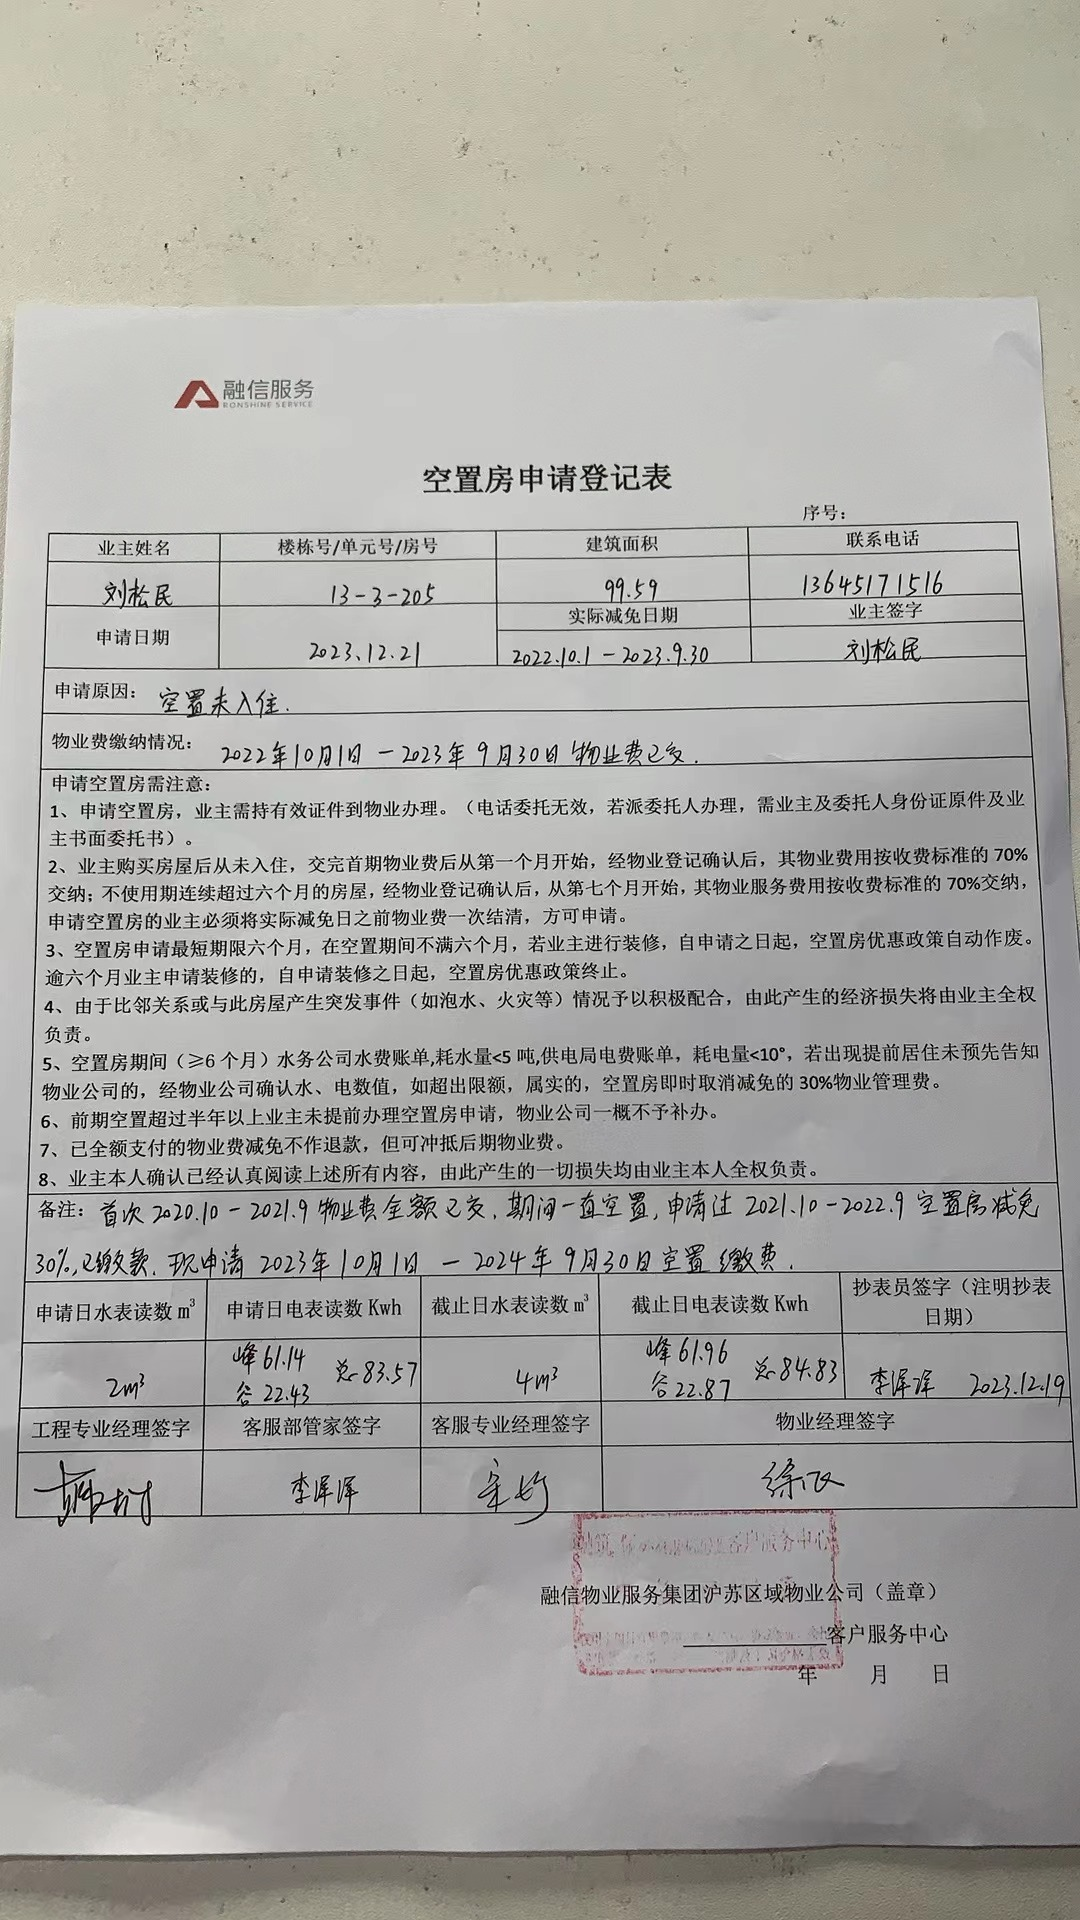 融信服务
RONSHINE SERVICE
空置房申请登记表
序号：
业主姓名 楼栋号/单元号/房号 建筑面积 联系电话
刘松民 13-3-205 99.59 13645171516
申请日期 2023.12.21 实际减免日期 业主签字
2022.10.1-2023.9.30 刘松民
申请原因： 空置未入住.
物业费缴纳情况： 2022年10月1日-2023年9月30日物业费已交.
申请空置房需注意：
1、申请空置房，业主需持有效证件到物业办理。（电话委托无效，若派委托人办理，需业主及委托人身份证原件及业
主书面委托书）。
2、业主购买房屋后从未入住，交完首期物业费后从第一个月开始，经物业登记确认后，其物业费用按收费标准的 70%
交纳；不使用期连续超过六个月的房屋，经物业登记确认后，从第七个月开始，其物业服务费用按收费标准的 70%交纳，
申请空置房的业主必须将实际减免日之前物业费一次结清，方可申请。
3、空置房申请最短期限六个月，在空置期间不满六个月，若业主进行装修，自申请之日起，空置房优惠政策自动作废。
逾六个月业主申请装修的，自申请装修之日起，空置房优惠政策终止。
4、由于比邻关系或与此房屋产生突发事件（如泡水、火灾等）情况予以积极配合，由此产生的经济损失将由业主全权
负责。
5、空置房期间（≥6 个月）水务公司水费账单,耗水量<5 吨,供电局电费账单，耗电量<10°，若出现提前居住未预先告知
物业公司的，经物业公司确认水、电数值，如超出限额，属实的，空置房即时取消减免的 30%物业管理费。
6、前期空置超过半年以上业主未提前办理空置房申请，物业公司一概不予补办。
7、已全额支付的物业费减免不作退款，但可冲抵后期物业费。
8、业主本人确认已经认真阅读上述所有内容，由此产生的一切损失均由业主本人全权负责。
备注：首次2020.10-2021.9物业费全额已交，期间一直空置，申请过2021.10-2022.9空置房减免
30%，已缴款. 现申请2023年10月1日-2024年9月30日空置缴费.
申请日水表读数 m³ 申请日电表读数 Kwh 截止日水表读数 m³ 截止日电表读数 Kwh 抄表员签字（注明抄表
日期）
2m³ 峰61.14 谷22.43 总83.57 4m³ 峰61.96 谷22.87 总84.83 李泽泽 2023.12.19
工程专业经理签字 客服部管家签字 客服专业经理签字 物业经理签字
李泽泽
客户服务中心
融信物业服务集团沪苏区域物业公司（盖章）
客户服务中心
年 月 日